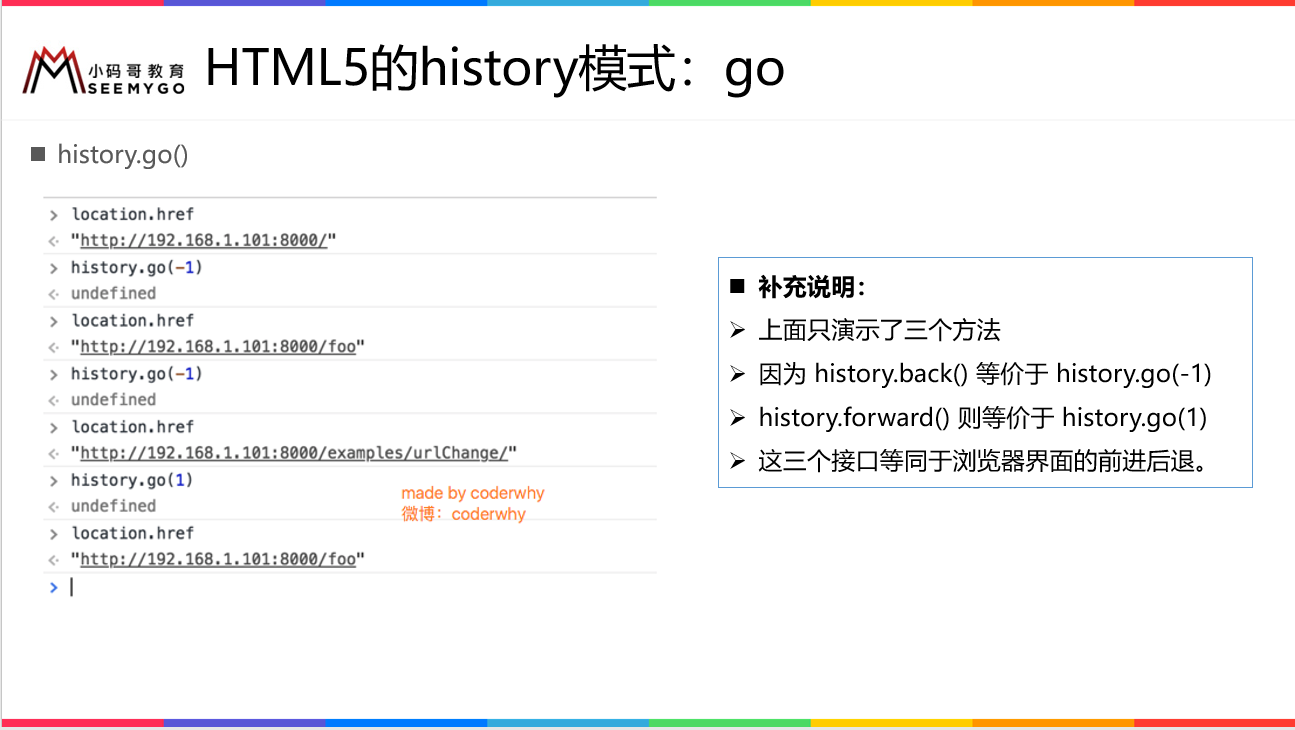 小码哥教育
SEEMYGO
HTML5的history模式：go
history.go()
> location.href
<· "http://192.168.1.101:8000/"
> history.go(-1)
<· undefined
> location.href
<· "http://192.168.1.101:8000/foo"
> history.go(-1)
<· undefined
> location.href
<· "http://192.168.1.101:8000/examples/urlChange/"
> history.go(1)
<· undefined
> location.href
<· "http://192.168.1.101:8000/foo"
>
made by coderwhy
微博：coderwhy
补充说明：
上面只演示了三个方法
因为 history.back() 等价于 history.go(-1)
history.forward() 则等价于 history.go(1)
这三个接口等同于浏览器界面的前进后退。